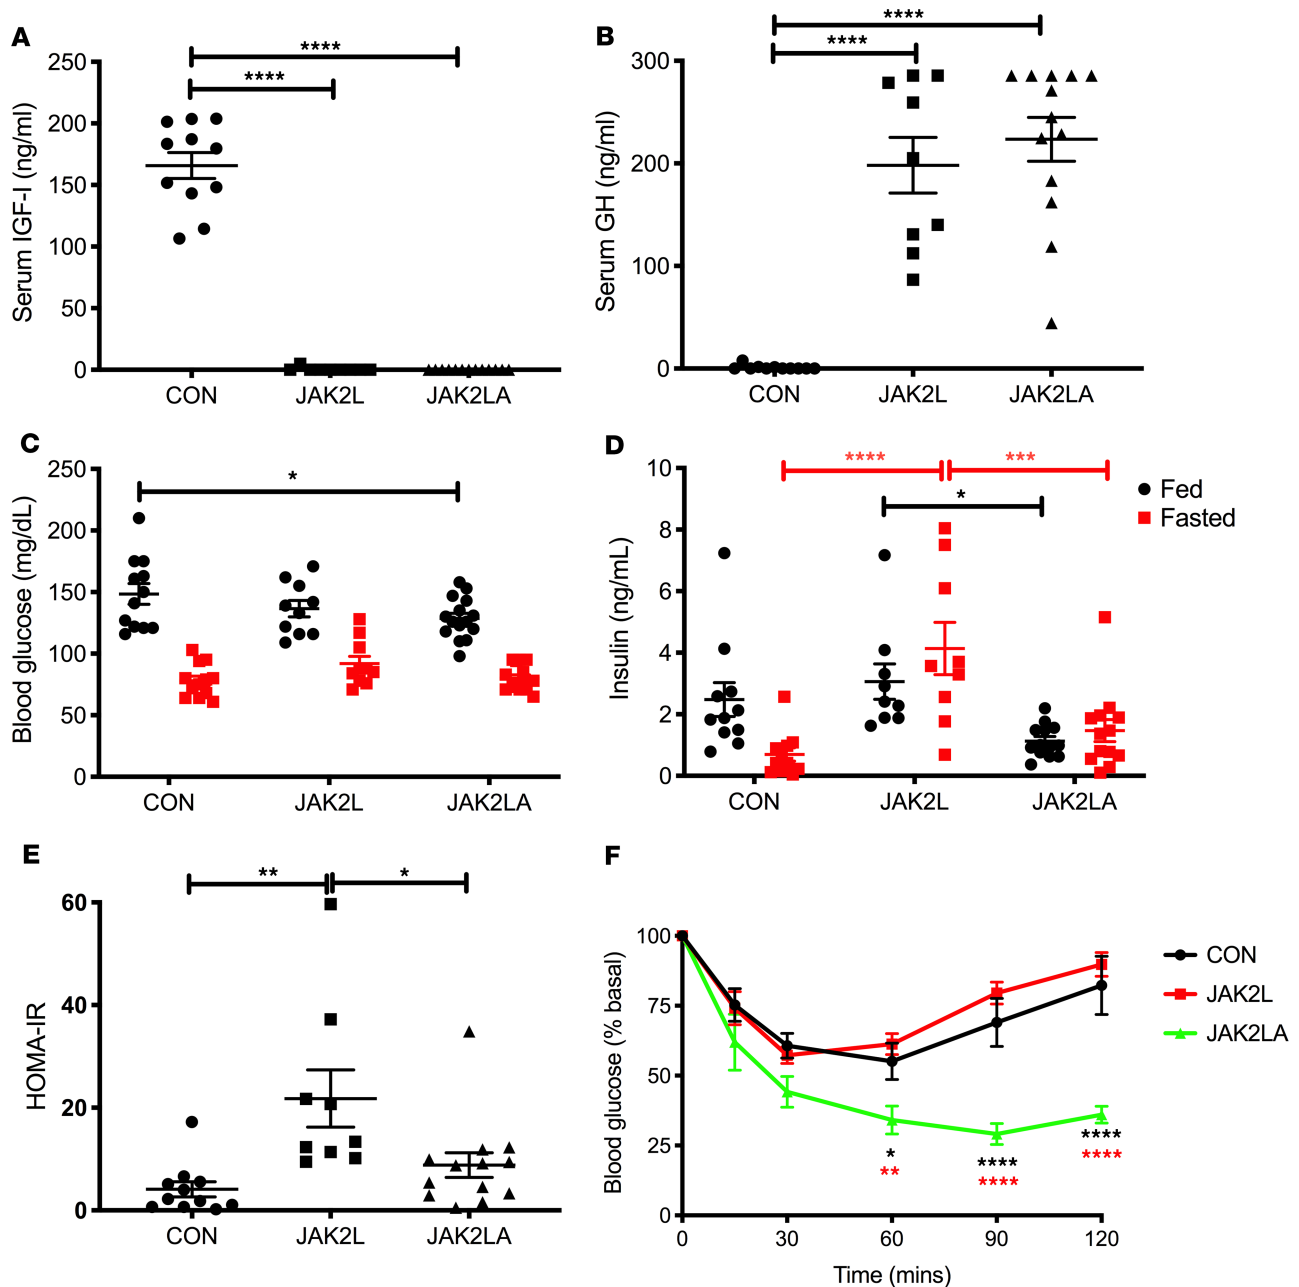 A
Serum IGF-I (ng/ml)
250
200
150
100
50
0
****
****
CON
JAK2L
JAK2LA
B
Serum GH (ng/ml)
300
200
100
0
****
****
CON
JAK2L
JAK2LA
C
Blood glucose (mg/dL)
250
200
150
100
50
0
*
CON
JAK2L
JAK2LA
D
Insulin (ng/mL)
10
8
6
4
2
0
****
***
*
Fed
Fasted
CON
JAK2L
JAK2LA
E
HOMA-IR
60
40
20
0
**
*
CON
JAK2L
JAK2LA
F
Blood glucose (% basal)
100
75
50
25
0
*
**
****
****
****
****
CON
JAK2L
JAK2LA
0 30 60 90 120
Time (mins)